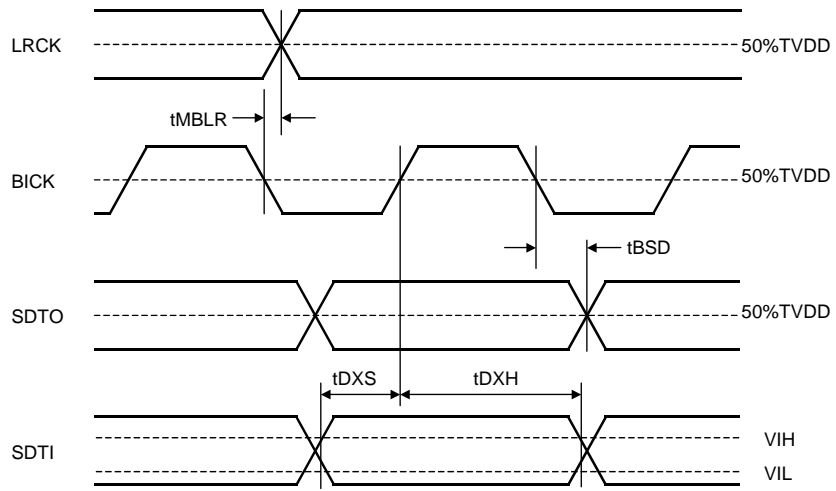 LRCK
50%TVDD
tMBLR
BICK
50%TVDD
tBSD
SDTO
50%TVDD
tDXS
tDXH
SDTI
VIH
VIL